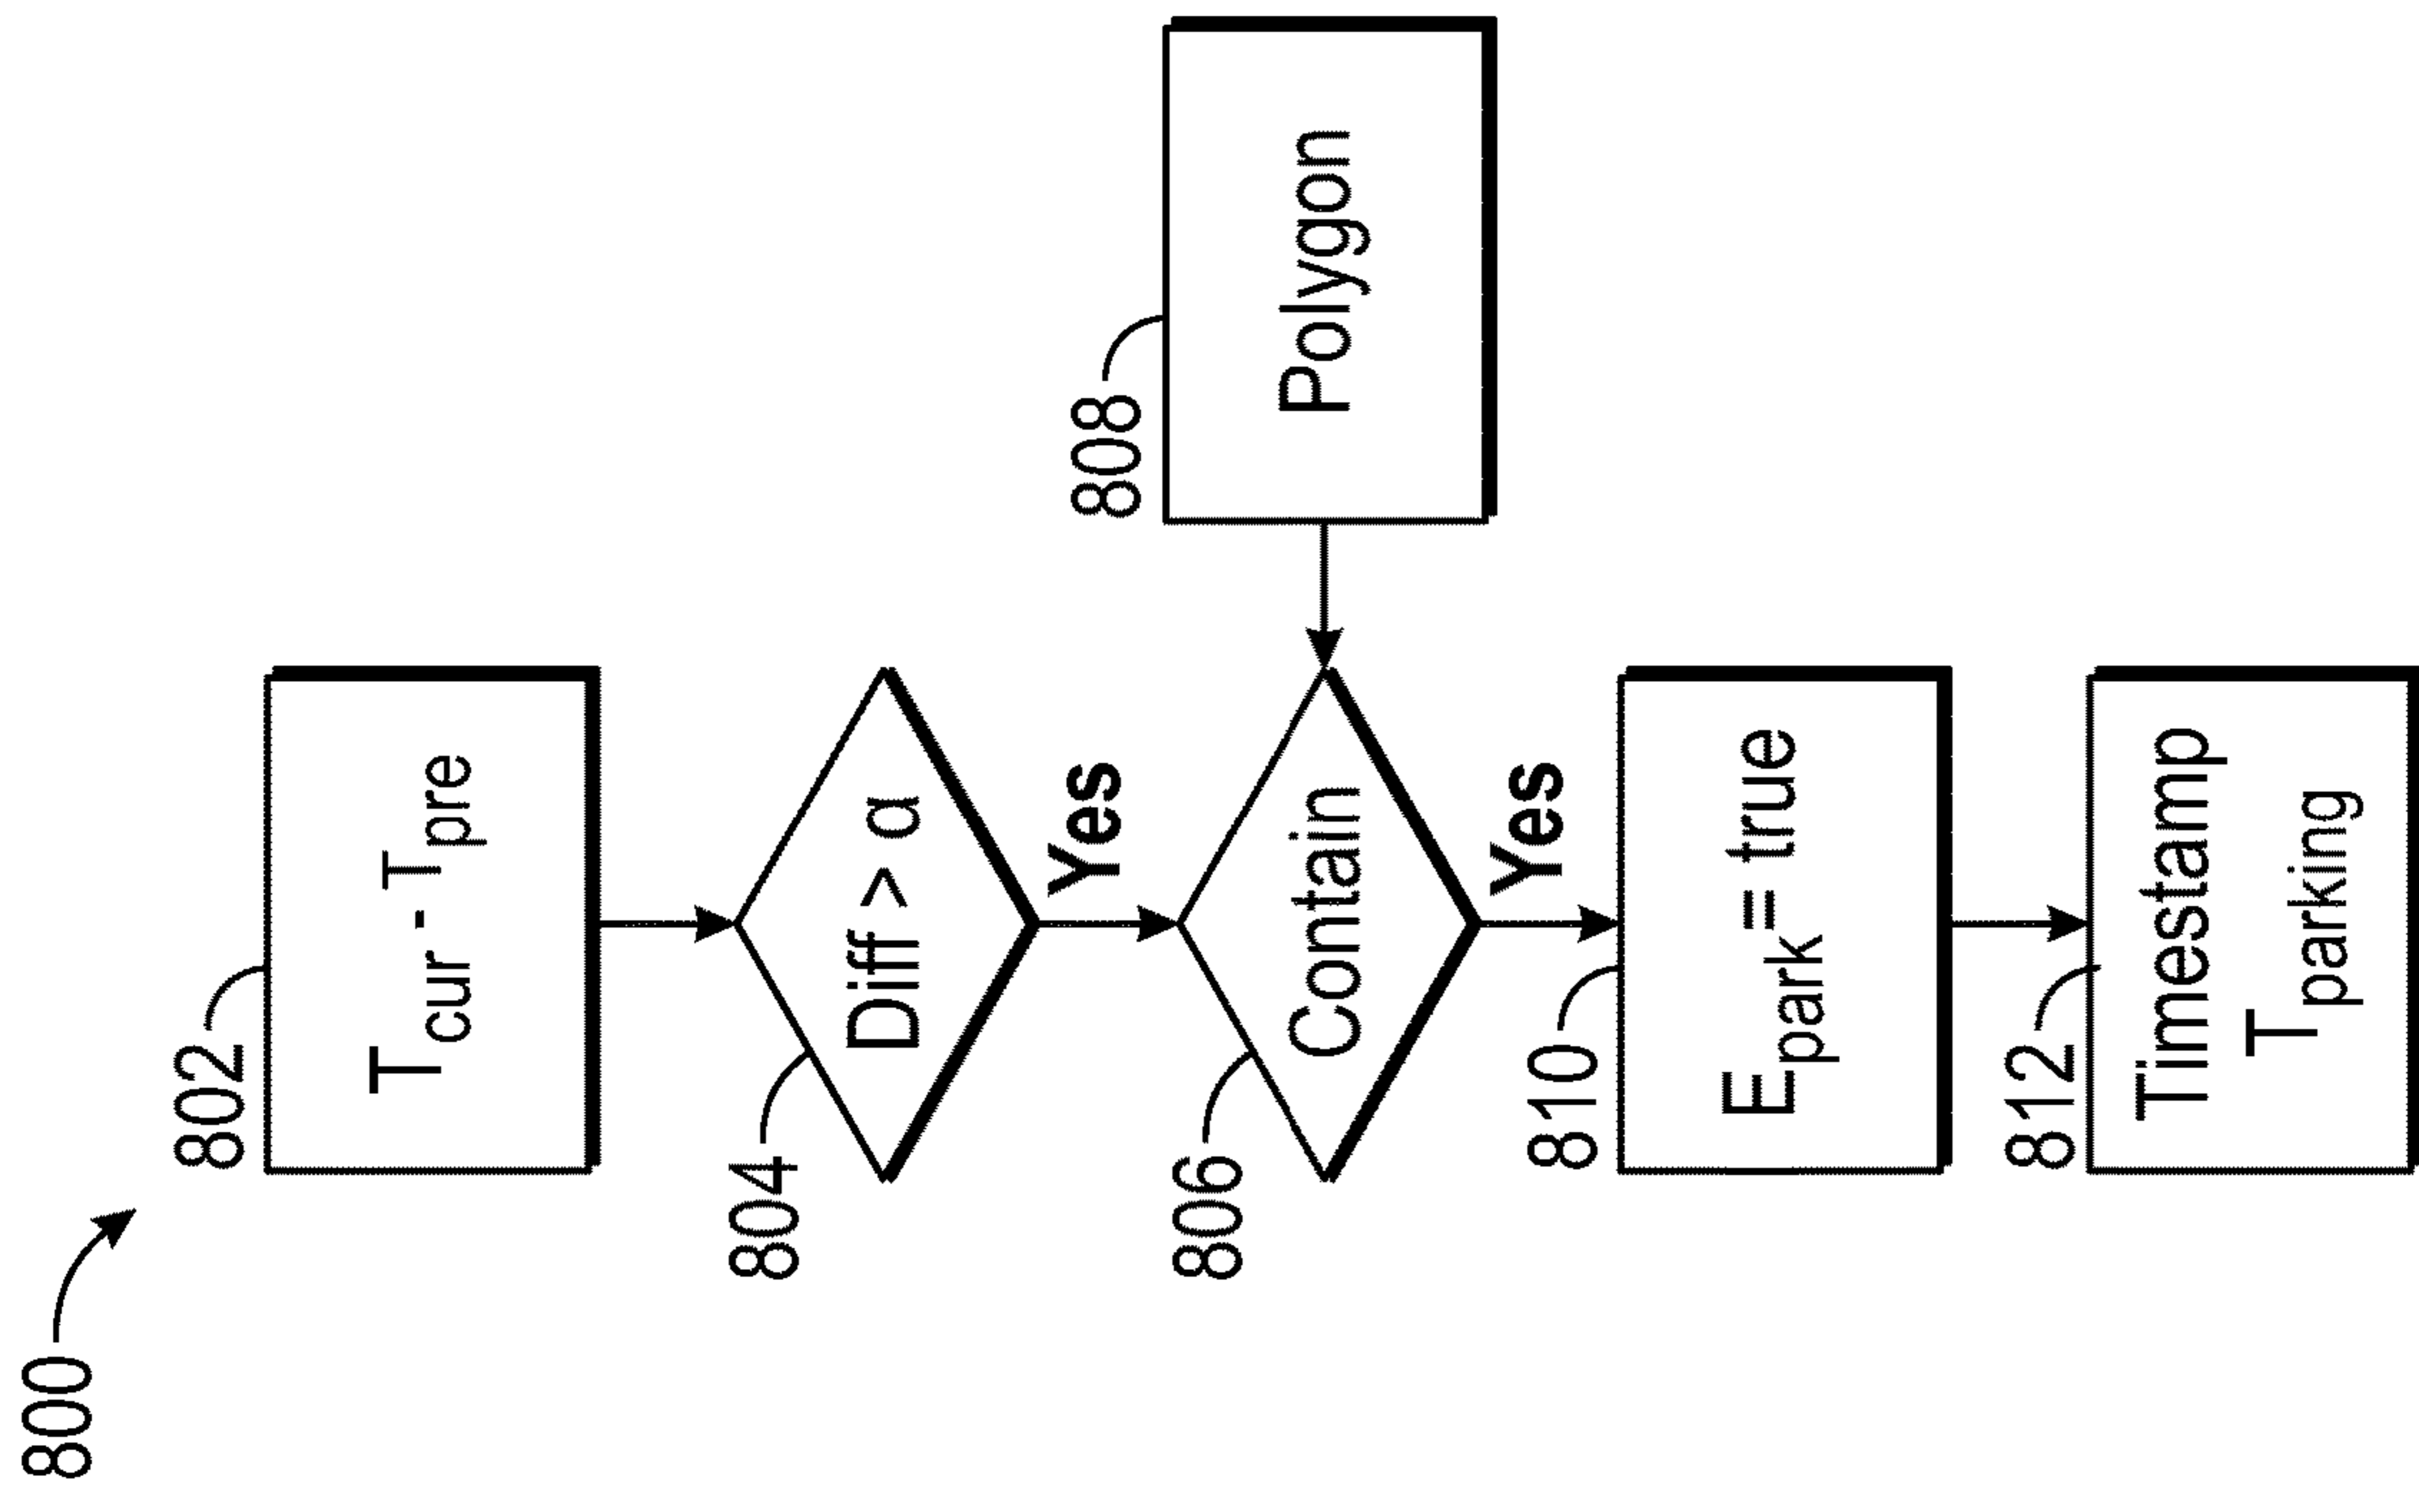 800
802
T_cur - T_pre
804
Diff > α
Yes
808
Polygon
806
Contain
Yes
810
E_park = true
812
Timestamp
T_parking